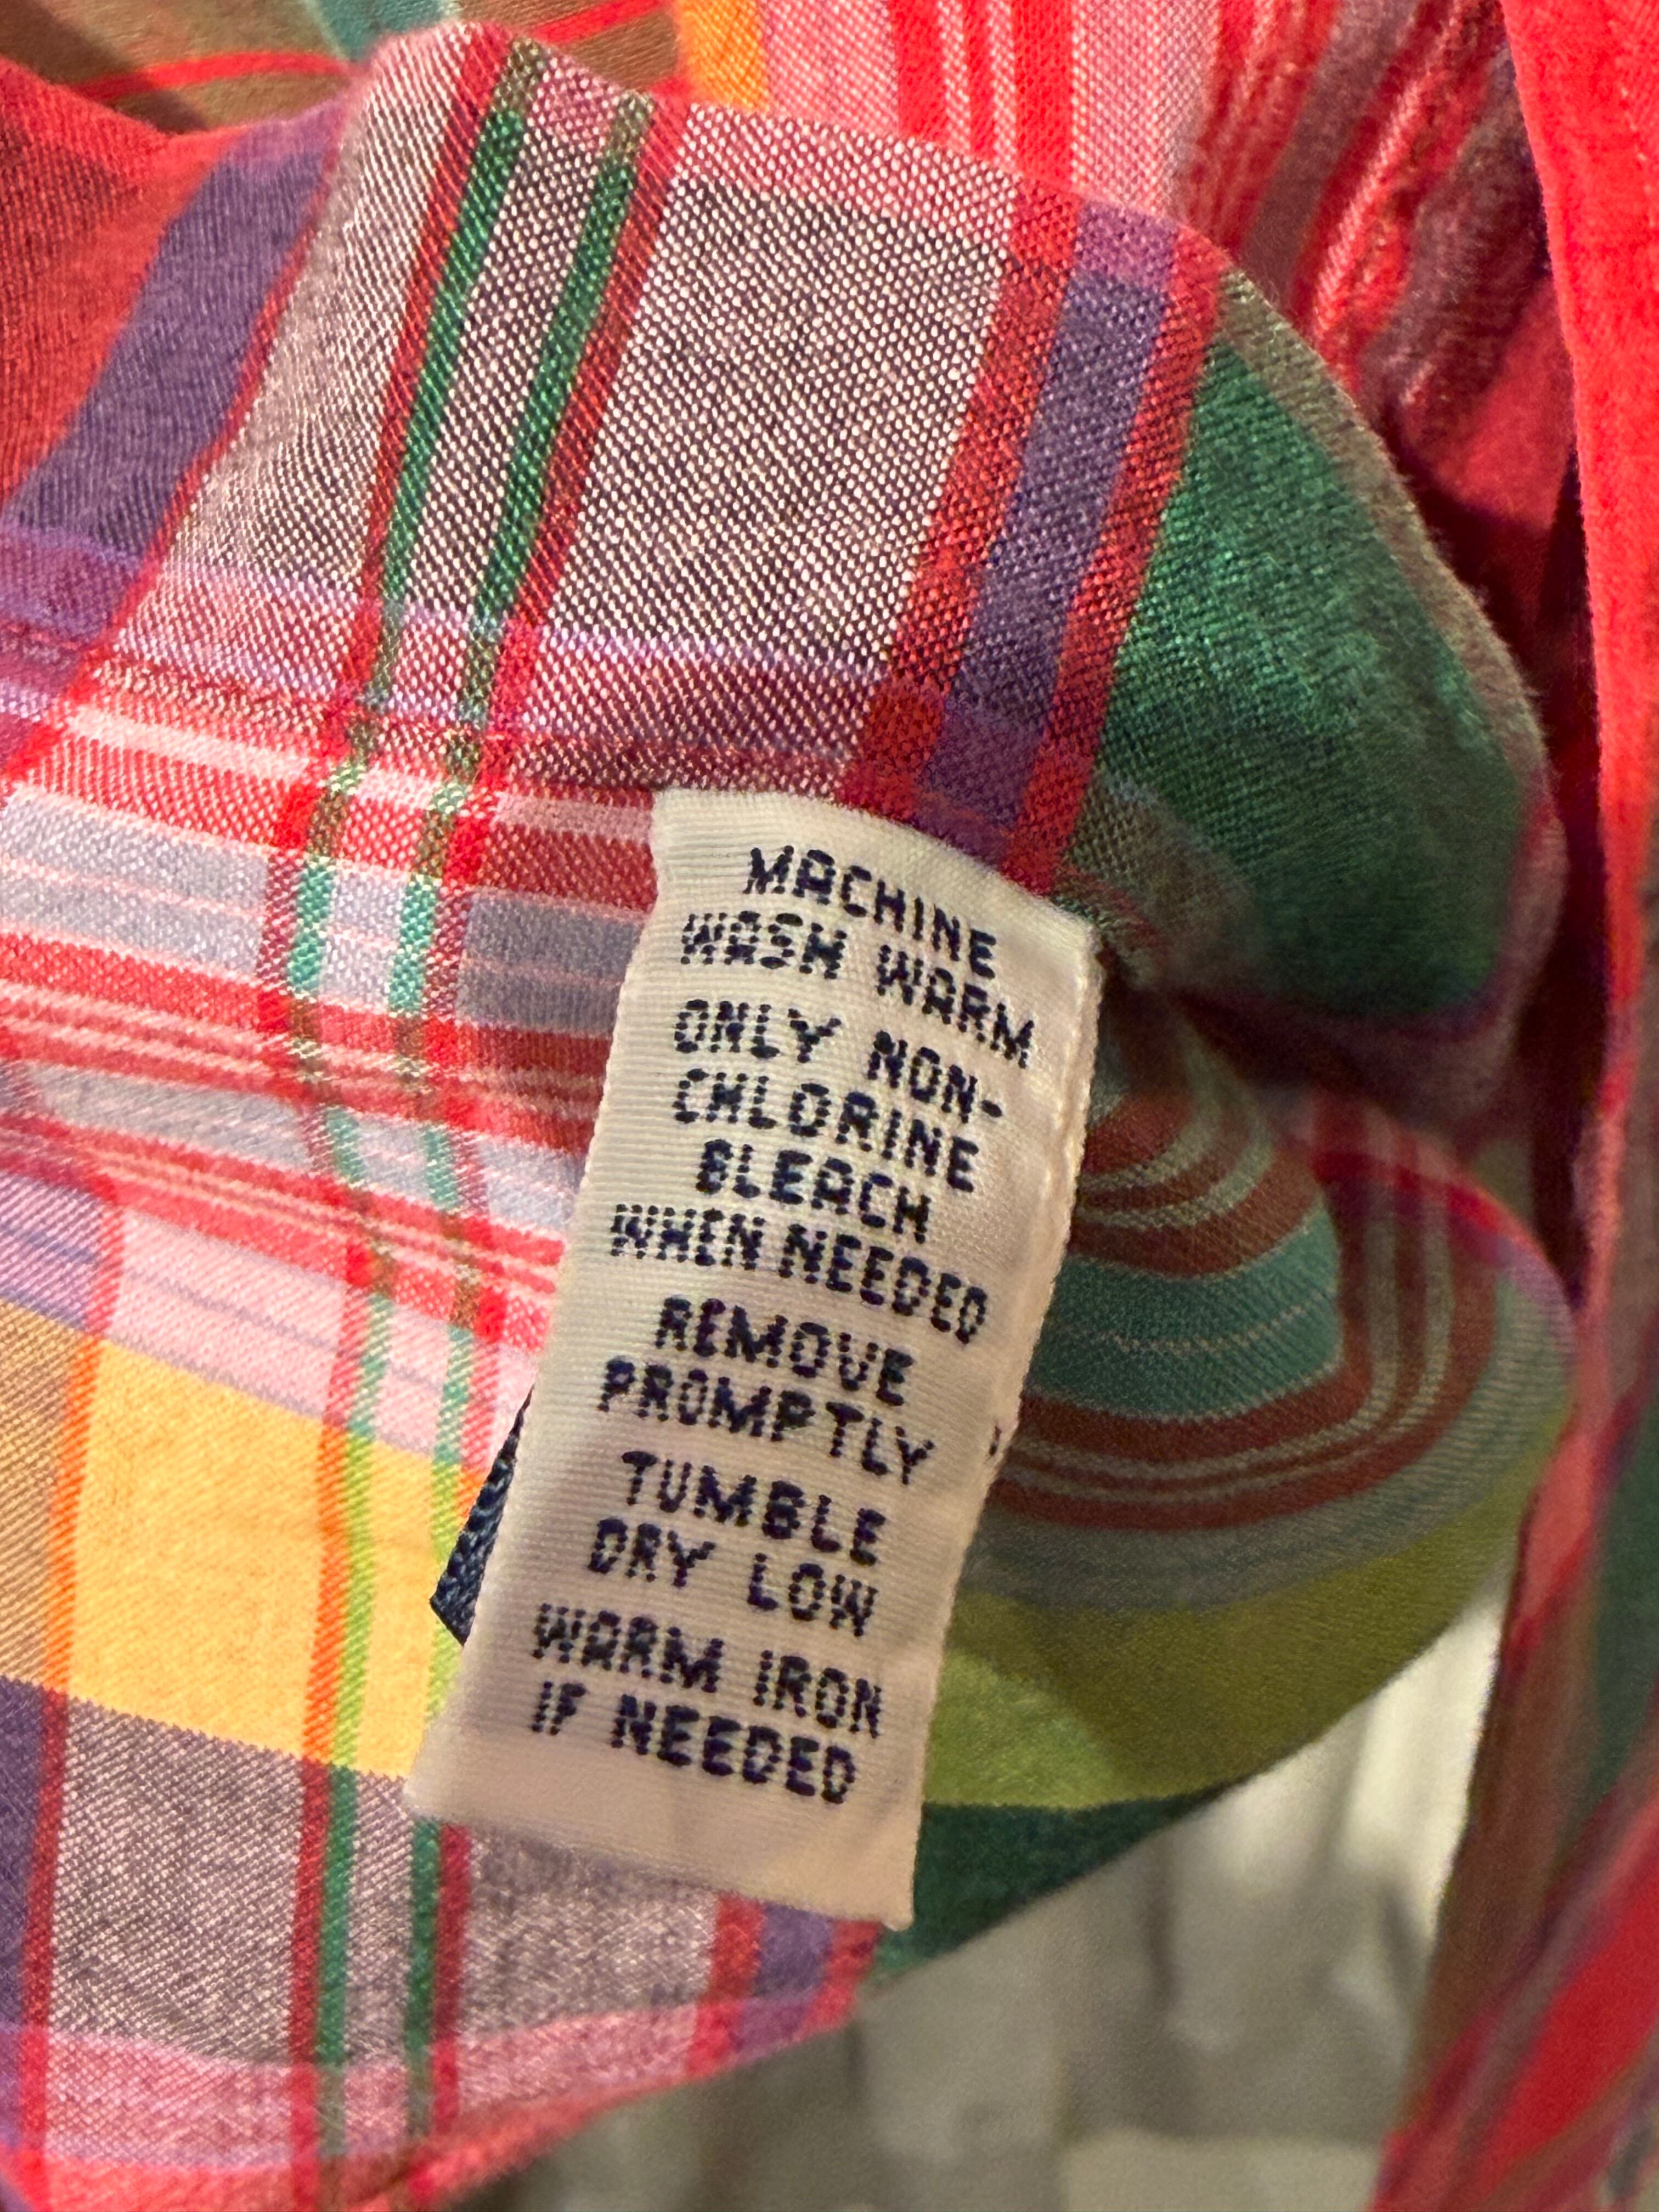 MACHINE
WASH WARM
ONLY NON-
CHLORINE
BLEACH
WHEN NEEDED
REMOVE
PROMPTLY
TUMBLE
DRY LOW
WARM IRON
IF NEEDED